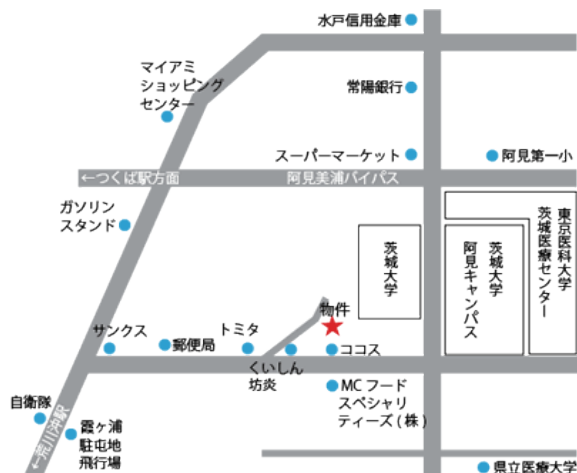 水戸信用金庫
マイアミ
ショッピング
センター
常陽銀行
スーパーマーケット
阿見第一小
←つくば駅方面
阿見美浦バイパス
ガソリン
スタンド
茨城
大学
茨城大学
阿見キャンパス
東京医科大学
茨城医療センター
物件
サンクス
郵便局
トミタ
ココス
くいしん
坊炎
MCフード
スペシャリ
ティーズ(株)
自衛隊
←荒川沖駅
霞ヶ浦
駐屯地
飛行場
県立医療大学